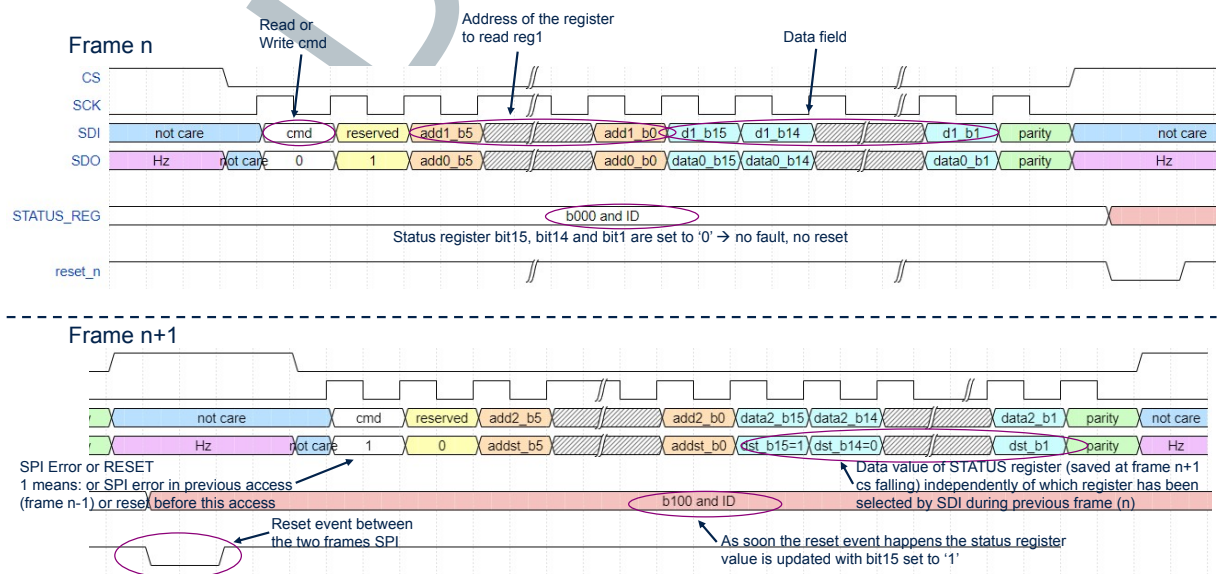 Read or
Write cmd
Address of the register
to read reg1
Data field
Frame n
CS
SCK
SDI not care cmd reserved add1_b5 add1_b0 d1_b15 d1_b14 d1_b1 parity not care
SDO Hz not care 0 1 add0_b5 add0_b0 data0_b15 data0_b14 data0_b1 parity Hz
STATUS_REG b000 and ID
Status register bit15, bit14 and bit1 are set to ‘0’ → no fault, no reset
reset_n
Frame n+1
not care cmd reserved add2_b5 add2_b0 data2_b15 data2_b14 data2_b1 parity not care
Hz not care 1 0 addst_b5 addst_b0 dst_b15=1 dst_b14=0 dst_b1 parity Hz
SPI Error or RESET
1 means: or SPI error in previous access
(frame n-1) or reset before this access
Data value of STATUS register (saved at frame n+1
cs falling) independently of which register has been
selected by SDI during previous frame (n)
b100 and ID
Reset event between
the two frames SPI
As soon the reset event happens the status register
value is updated with bit15 set to ‘1’